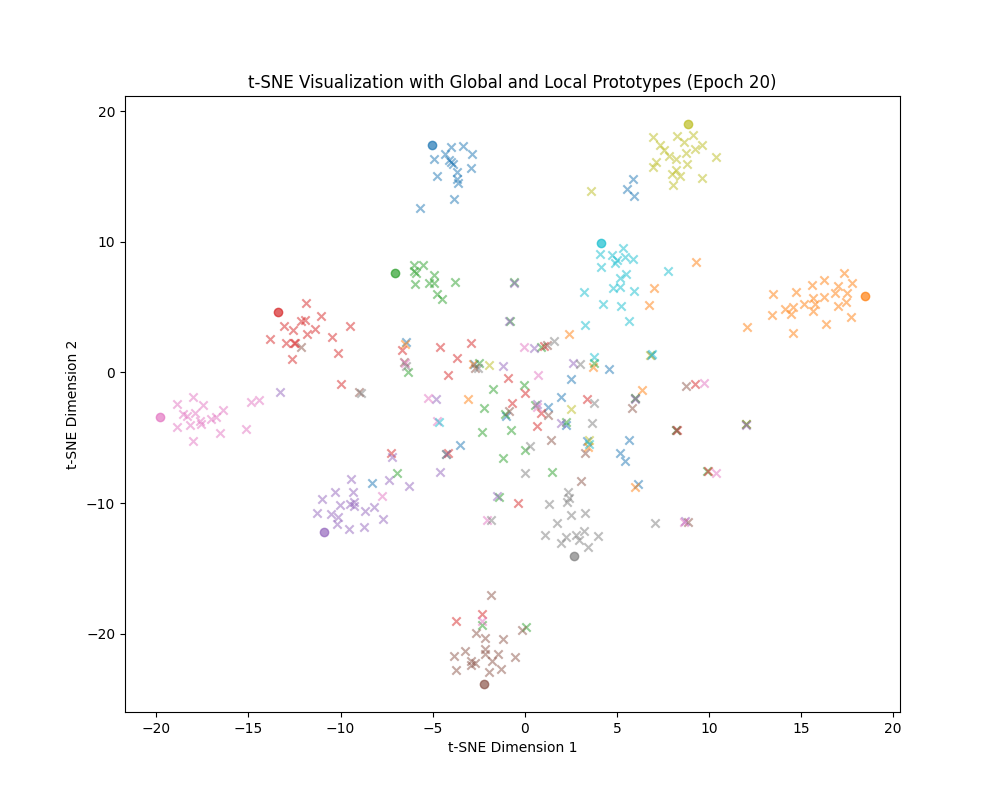 t-SNE Visualization with Global and Local Prototypes (Epoch 20)
t-SNE Dimension 2
20
10
0
−10
−20
−20 −15 −10 −5 0 5 10 15 20
t-SNE Dimension 1